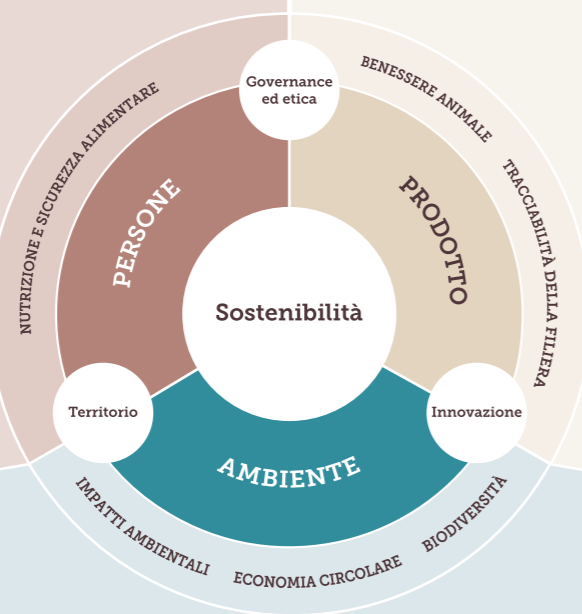 Governance
ed etica
BENESSERE ANIMALE
TRACCIABILITÀ DELLA FILIERA
NUTRIZIONE E SICUREZZA ALIMENTARE
PERSONE
PRODOTTO
Sostenibilità
Territorio
Innovazione
AMBIENTE
IMPATTI AMBIENTALI
ECONOMIA CIRCOLARE
BIODIVERSITÀ